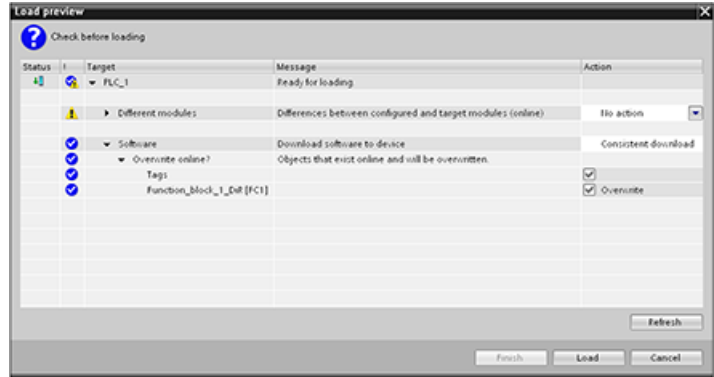 Load preview
Check before loading
Status ! Target Message Action
PLC_1 Ready for loading
Different modules Differences between configured and target modules (online) No action
Software Download software to device Consistent download
Overwrite online? Objects that exist online and will be overwritten.
Tags
Function_block_1_DiR [FC1] Overwrite
Refresh
Finish Load Cancel